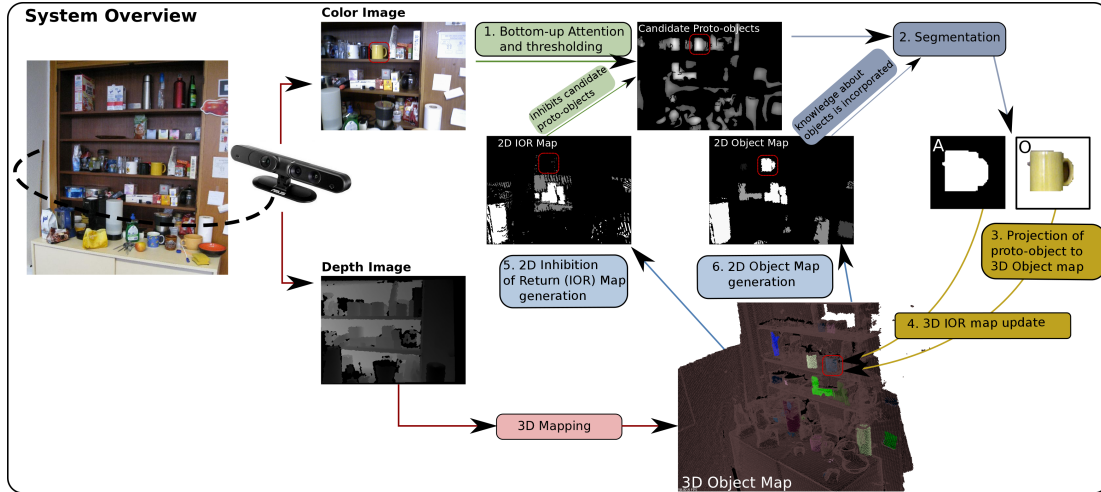 System Overview
Color Image
1. Bottom-up Attention
and thresholding
Candidate Proto-objects
2. Segmentation
inhibits candidate
proto-objects
knowledge about
objects is incorporated
2D IOR Map
2D Object Map
A
O
3. Projection of
proto-object to
3D Object map
Depth Image
5. 2D Inhibition
of Return (IOR) Map
generation
6. 2D Object Map
generation
4. 3D IOR map update
3D Mapping
3D Object Map